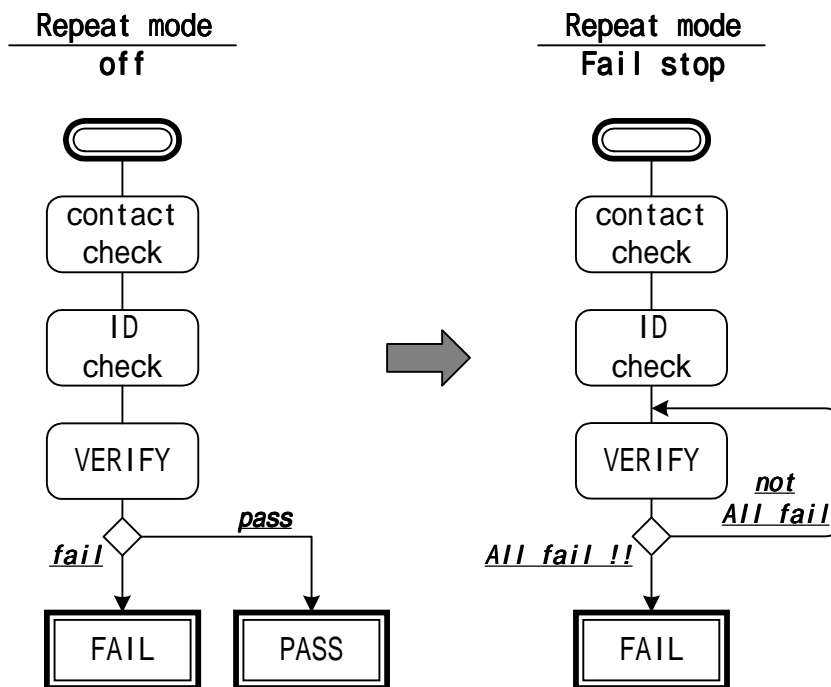 Repeat mode
off
contact
check
ID
check
VERIFY
pass
fail
FAIL
PASS
Repeat mode
Fail stop
contact
check
ID
check
VERIFY
not
All fail
All fail !!
FAIL